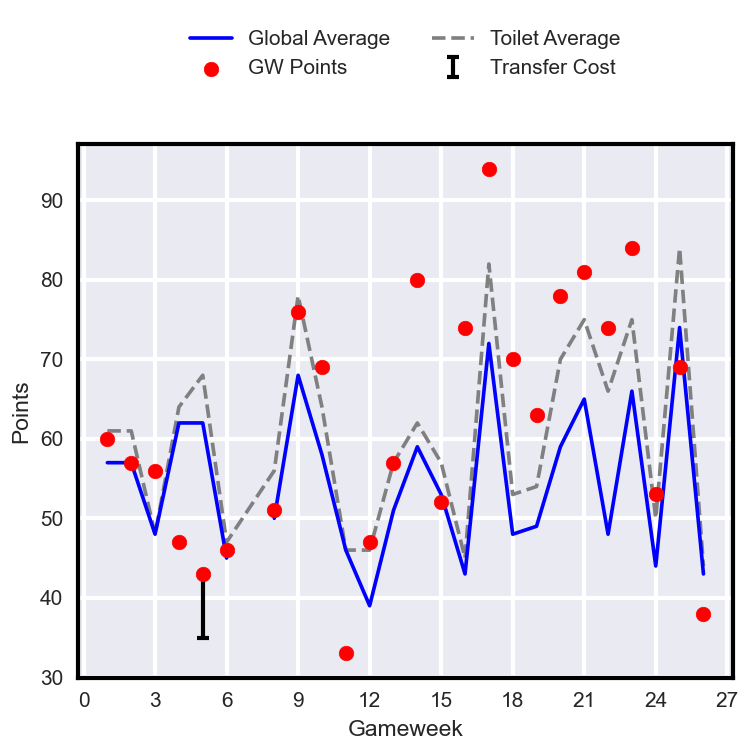 Global Average
Toilet Average
GW Points
Transfer Cost
90
80
70
60
50
40
30
Points
0 3 6 9 12 15 18 21 24 27
Gameweek